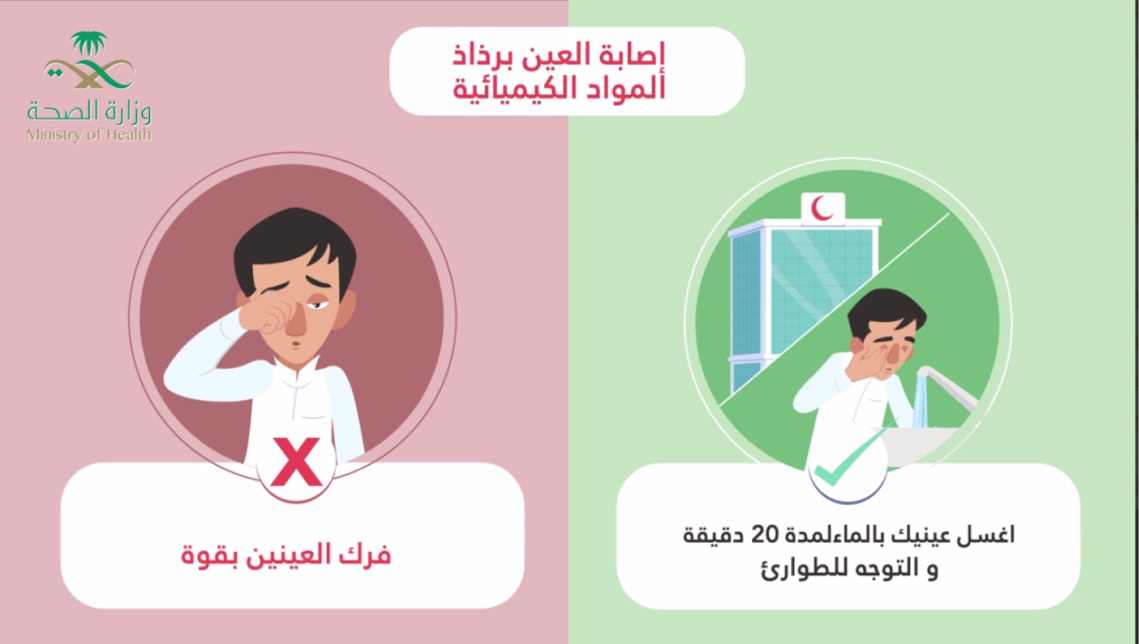 وزارة الصحة
Ministry of Health
إصابة العين برذاذ
المواد الكيميائية
اغسل عينيك بالماءلمدة 20 دقيقة
و التوجه للطوارئ
فرك العينين بقوة
X